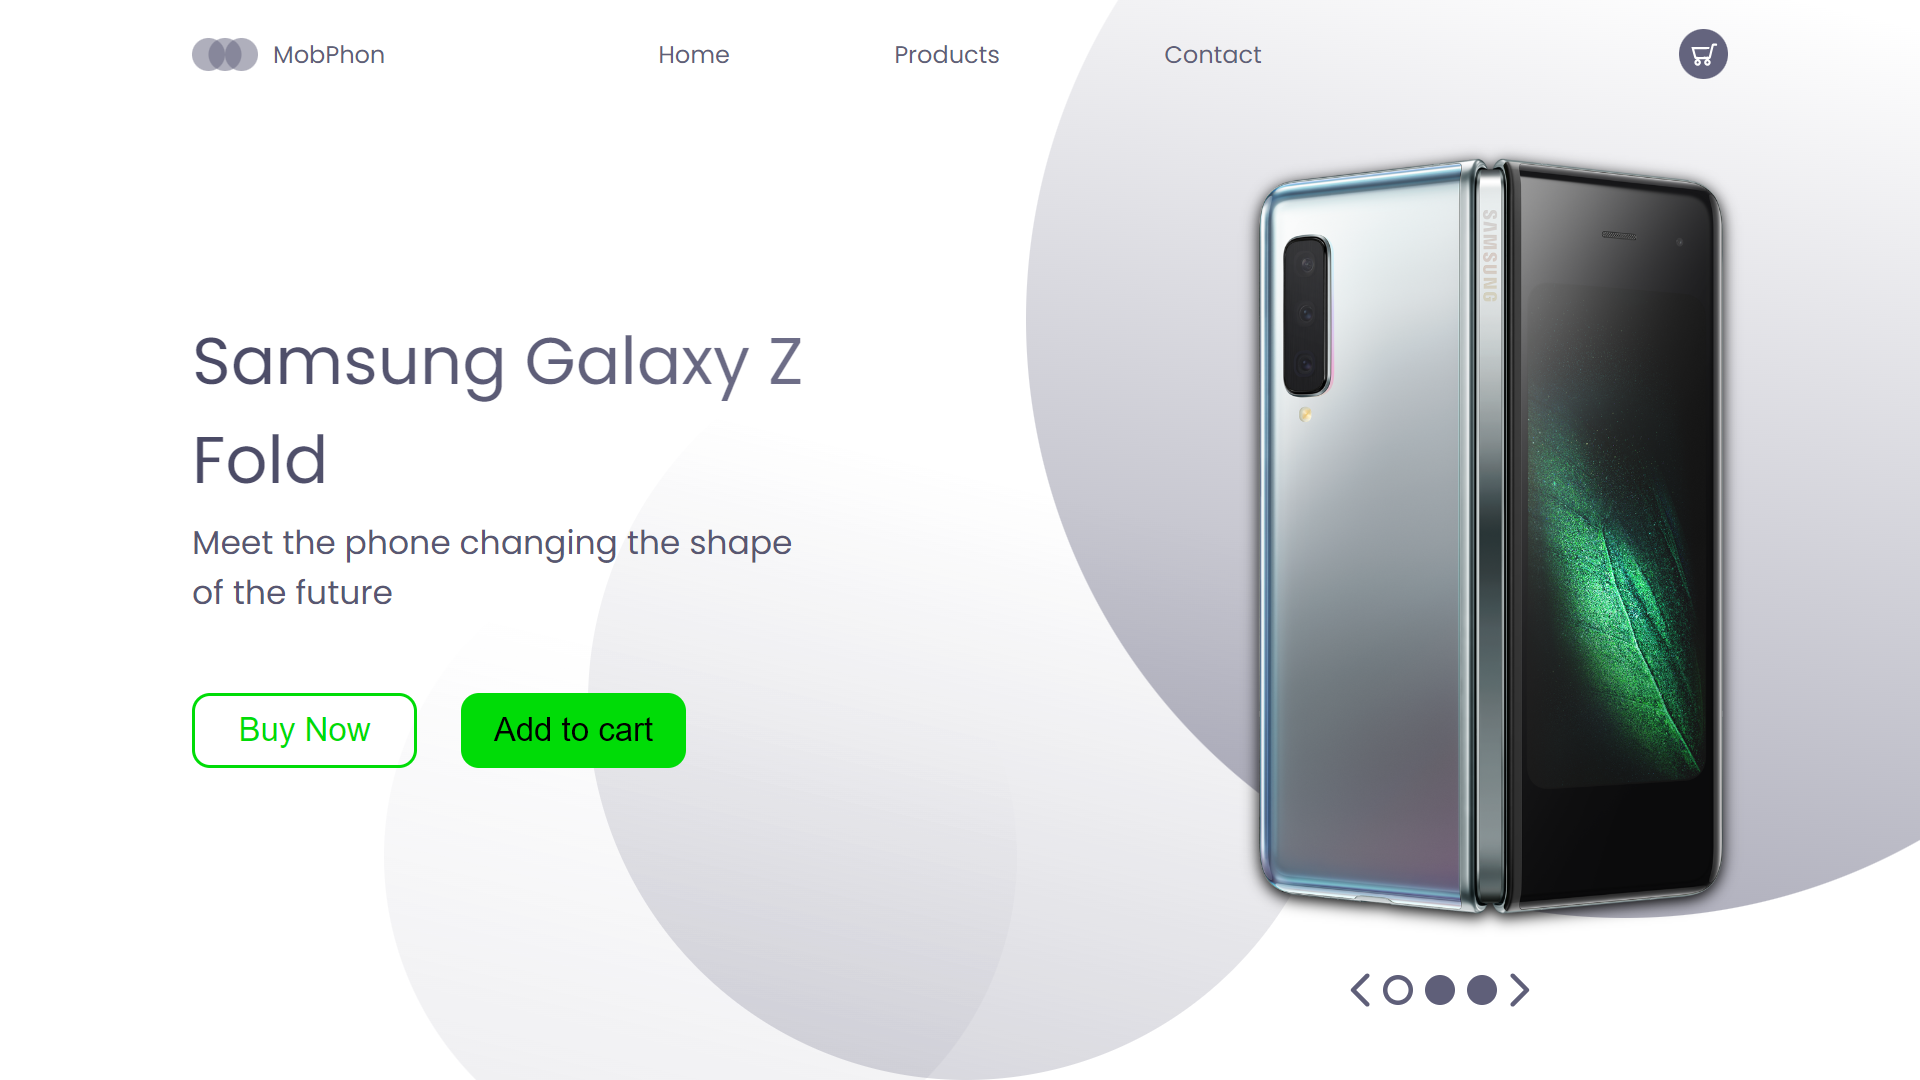 MobPhon
Home
Products
Contact
SAMSUNG
Samsung Galaxy Z
Fold
Meet the phone changing the shape
of the future
Buy Now
Add to cart